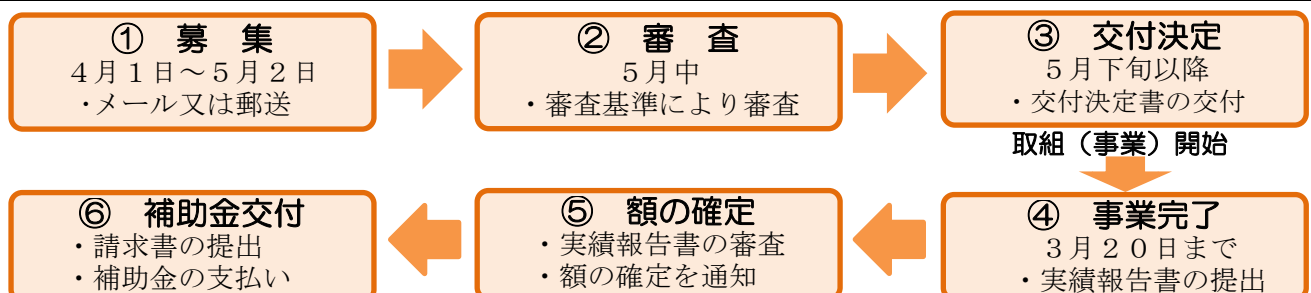 ① 募 集
４月１日～５月２日
・メール又は郵送
② 審 査
５月中
・審査基準により審査
③ 交付決定
５月下旬以降
・交付決定書の交付
取組（事業）開始
④ 事業完了
３月２０日まで
・実績報告書の提出
⑤ 額の確定
・実績報告書の審査
・額の確定を通知
⑥ 補助金交付
・請求書の提出
・補助金の支払い